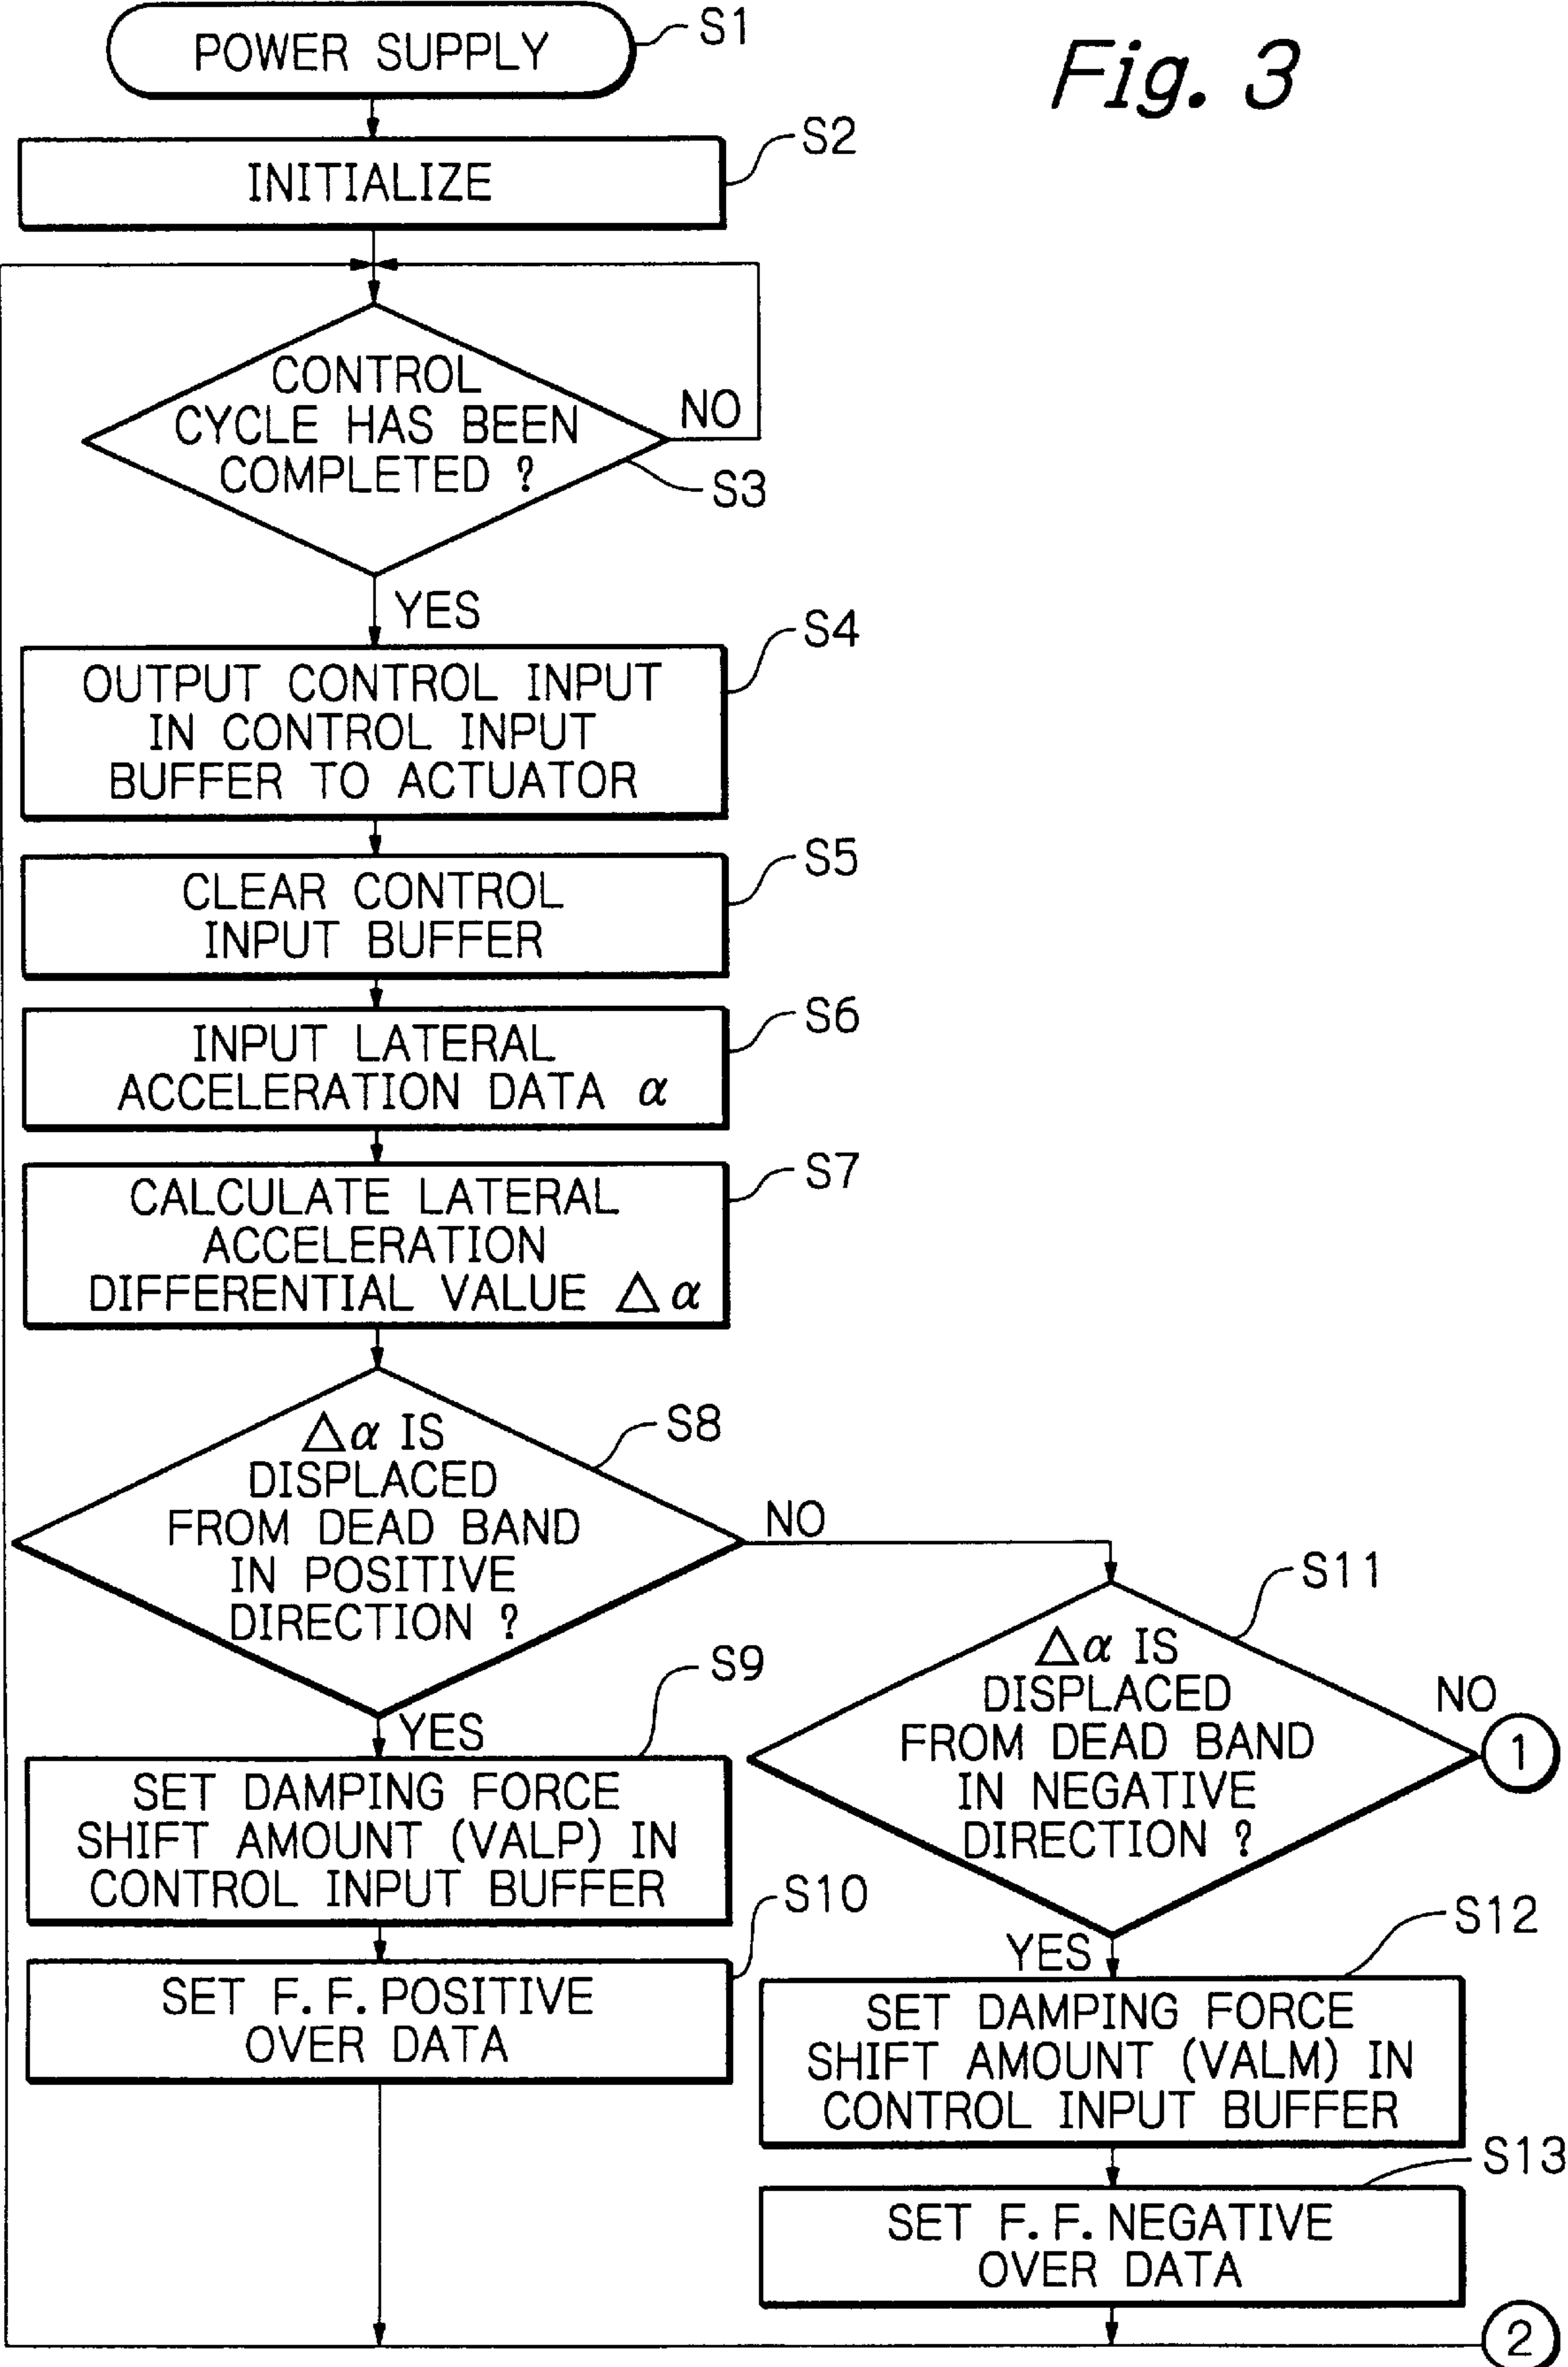 Fig. 3
POWER SUPPLY
S1
INITIALIZE
S2
CONTROL
CYCLE HAS BEEN
COMPLETED ?
NO
S3
YES
OUTPUT CONTROL INPUT
IN CONTROL INPUT
BUFFER TO ACTUATOR
S4
CLEAR CONTROL
INPUT BUFFER
S5
INPUT LATERAL
ACCELERATION DATA α
S6
CALCULATE LATERAL
ACCELERATION
DIFFERENTIAL VALUE △α
S7
△α IS
DISPLACED
FROM DEAD BAND
IN POSITIVE
DIRECTION ?
S8
NO
YES
SET DAMPING FORCE
SHIFT AMOUNT (VALP) IN
CONTROL INPUT BUFFER
S9
SET F.F. POSITIVE
OVER DATA
S10
△α IS
DISPLACED
FROM DEAD BAND
IN NEGATIVE
DIRECTION ?
S11
NO
1
YES
SET DAMPING FORCE
SHIFT AMOUNT (VALM) IN
CONTROL INPUT BUFFER
S12
SET F.F. NEGATIVE
OVER DATA
S13
2